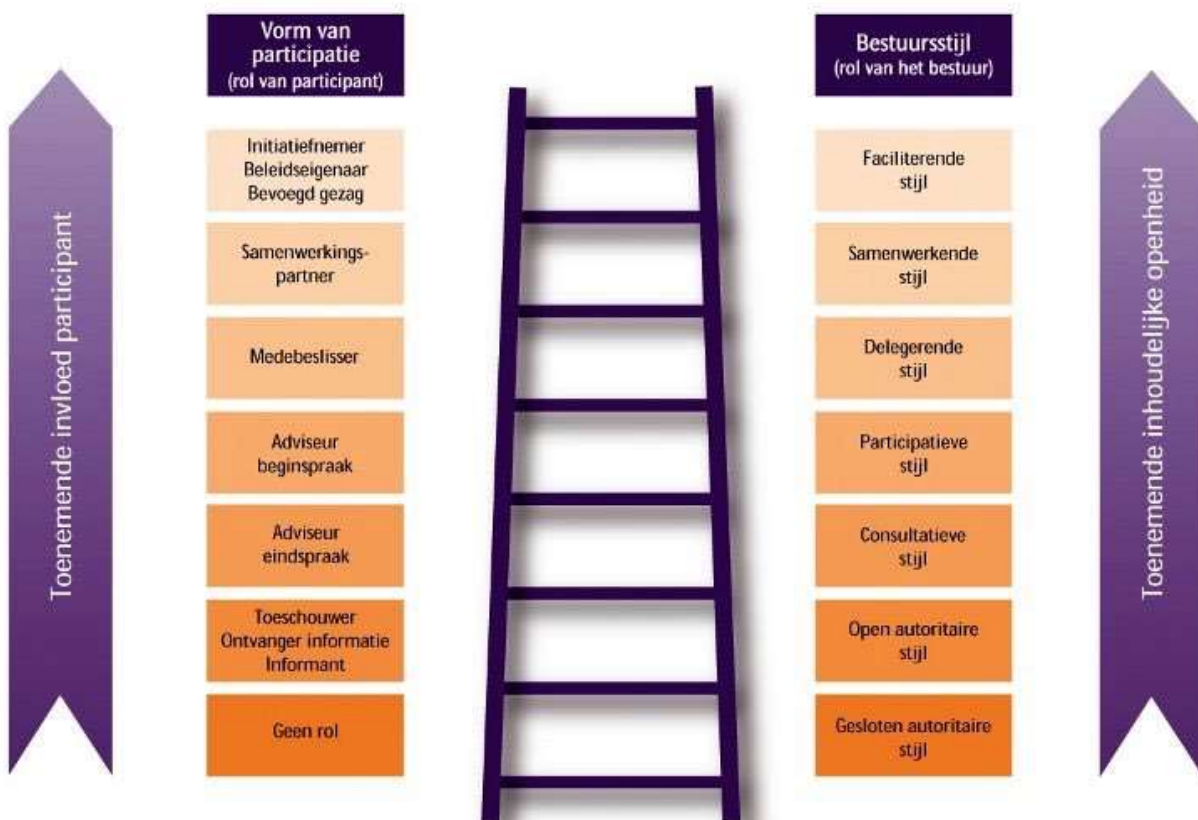 Vorm van
participatie
(rol van participant)
Bestuursstijl
(rol van het bestuur)
Toenemende invloed participant
Initiatiefnemer
Beleidseigenaar
Bevoegd gezag
Faciliterende
stijl
Samenwerkings-
partner
Samenwerkende
stijl
Medebeslisser
Delegerende
stijl
Adviseur
beginspraak
Participatieve
stijl
Adviseur
eindspraak
Consultatieve
stijl
Toeschouwer
Ontvanger informatie
Informant
Open autoritaire
stijl
Geen rol
Gesloten autoritaire
stijl
Toenemende inhoudelijke openheid